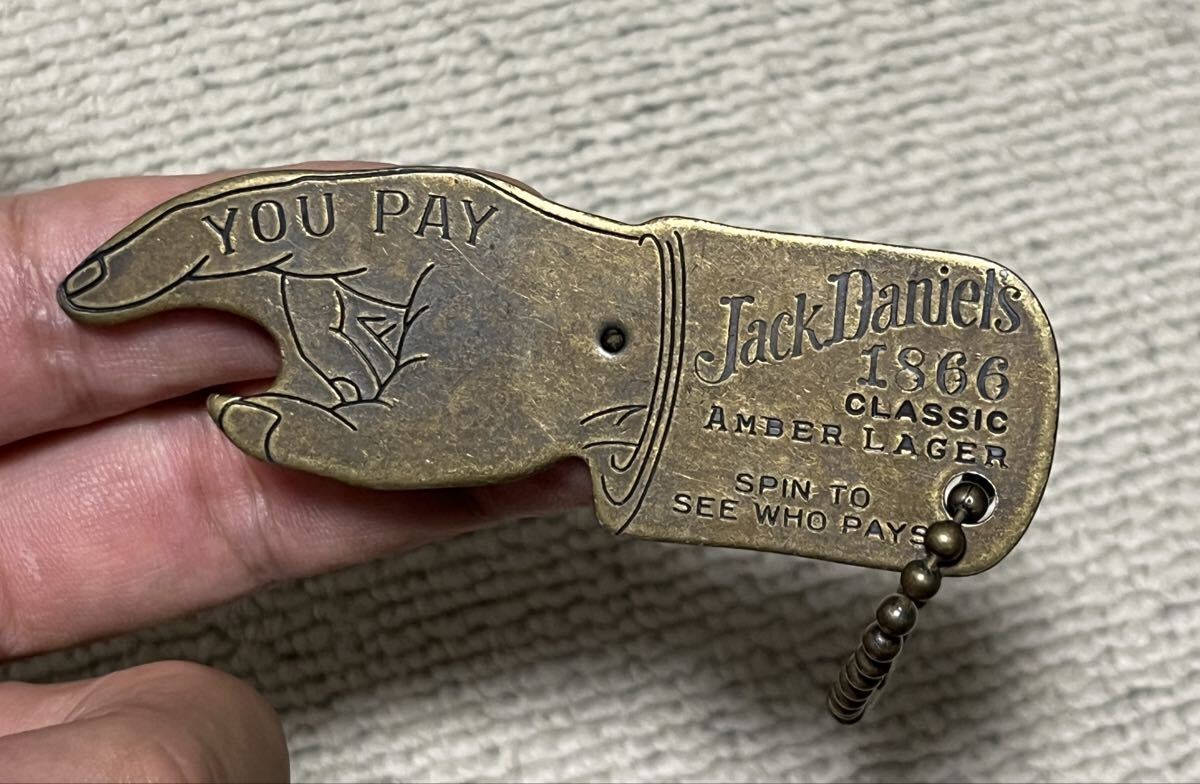 YOU PAY
Jack Daniel's
1866
CLASSIC
AMBER LAGER
SPIN TO
SEE WHO PAYS